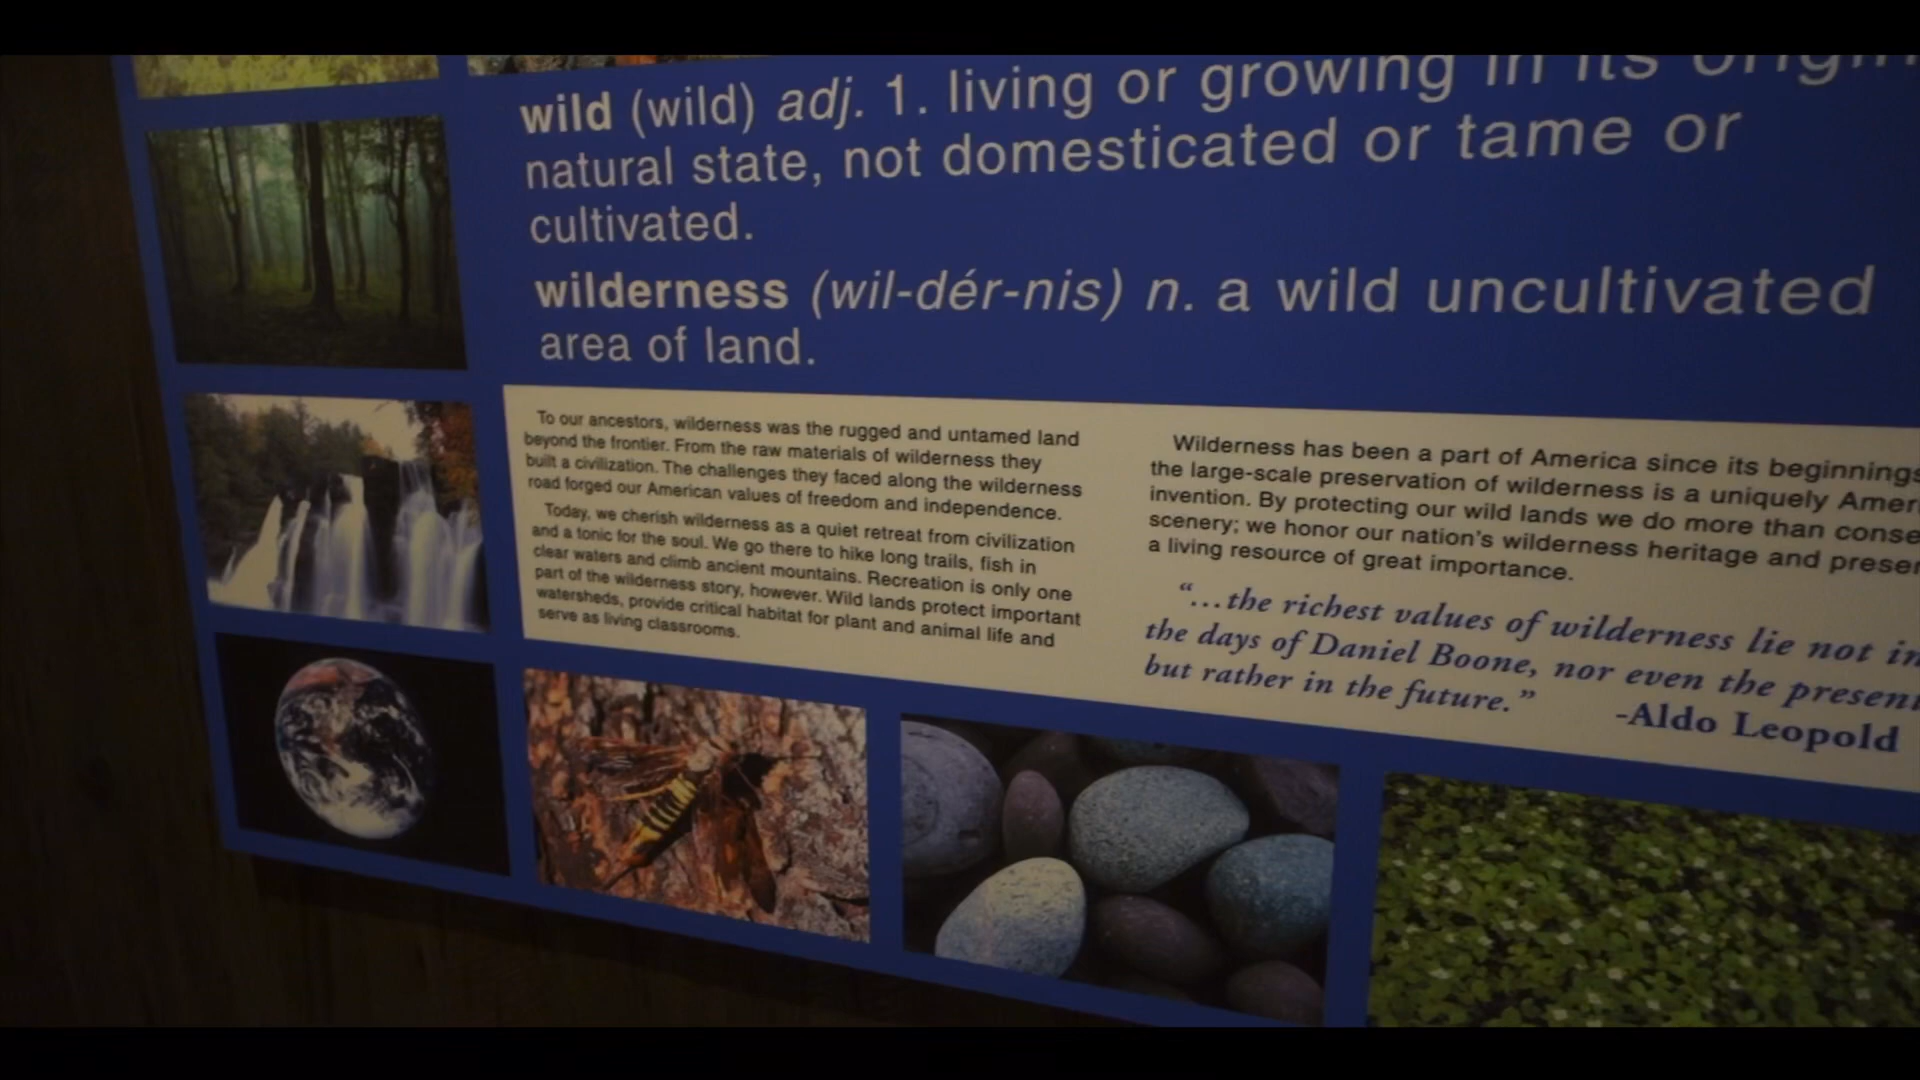 wild (wild) adj. 1. living or growing in its
natural state, not domesticated or tame or
cultivated.
wilderness (wil-dér-nis) n. a wild uncultivated
area of land.
To our ancestors, wilderness was the rugged and untamed land
beyond the frontier. From the raw materials of wilderness they
built a civilization. The challenges they faced along the wilderness
road forged our American values of freedom and independence.
Today, we cherish wilderness as a quiet retreat from civilization
and a tonic for the soul. We go there to hike long trails, fish in
clear waters and climb ancient mountains. Recreation is only one
part of the wilderness story, however. Wild lands protect important
watersheds, provide critical habitat for plant and animal life and
serve as living classrooms.
Wilderness has been a part of America since its beginnings
the large-scale preservation of wilderness is a uniquely
invention. By protecting our wild lands we do more than
scenery; we honor our nation's wilderness heritage and
a living resource of great importance.
“...the richest values of wilderness lie not in
the days of Daniel Boone, nor even the present
but rather in the future.”
-Aldo Leopold